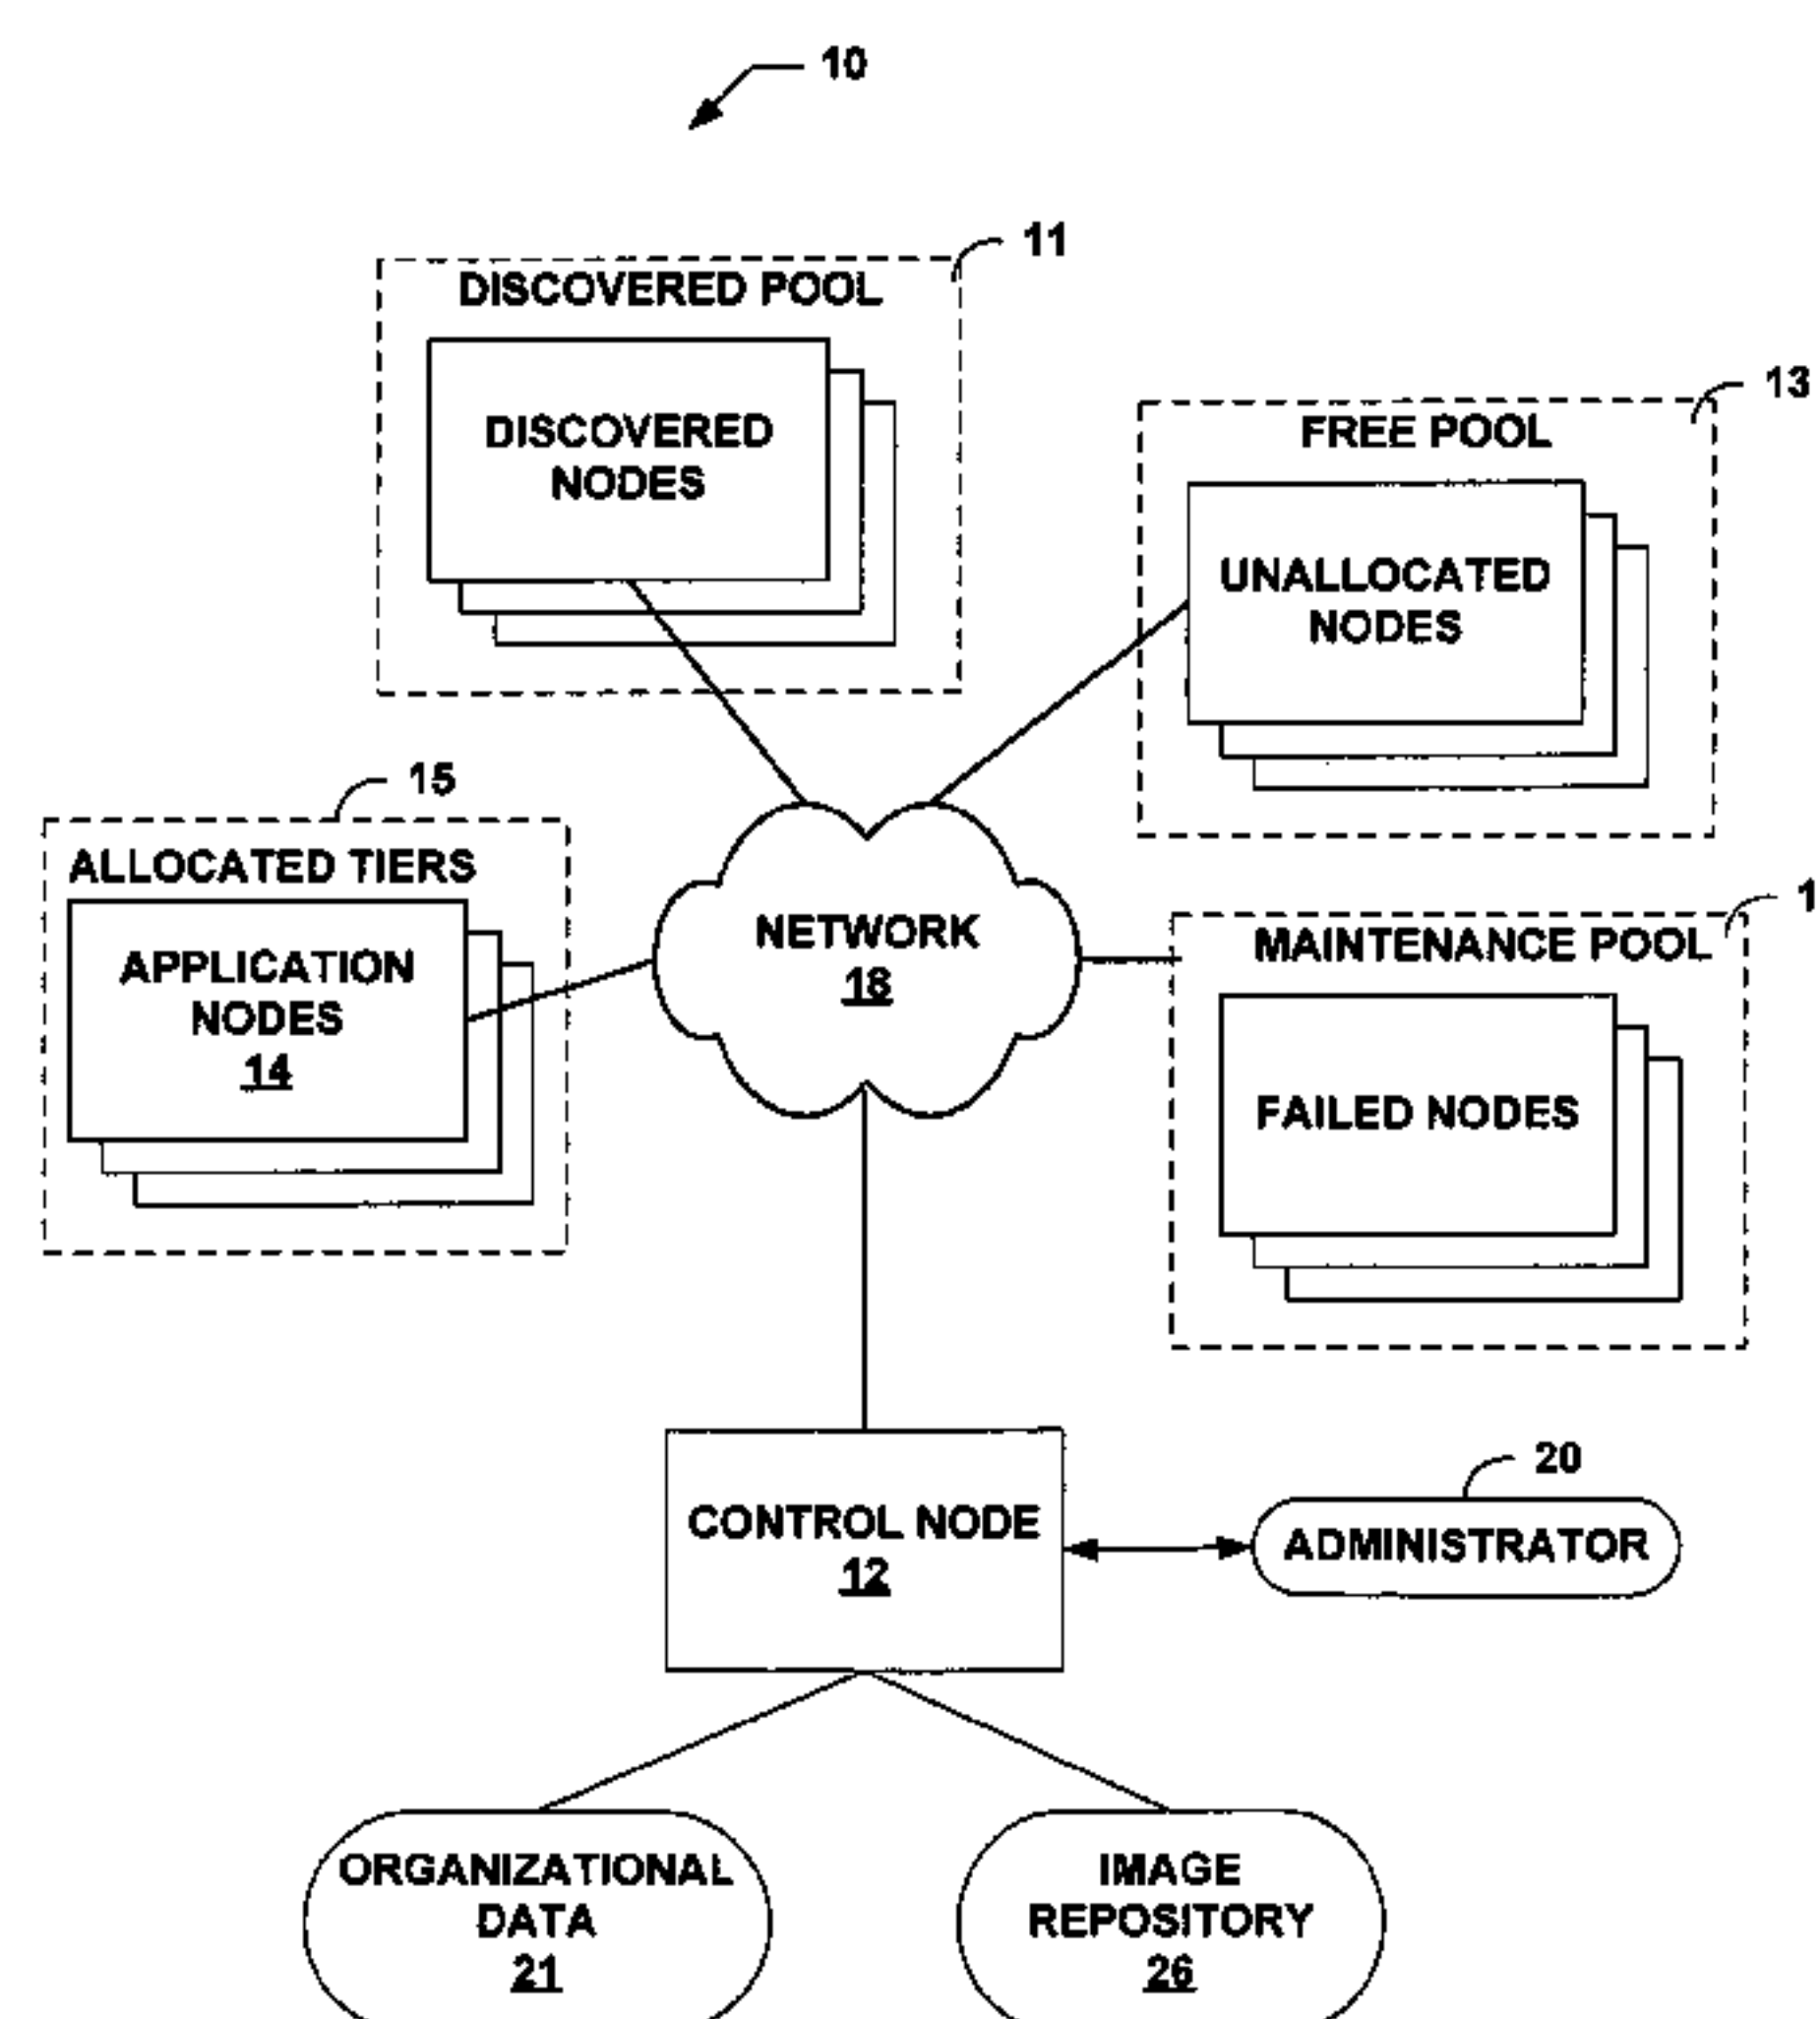 10
11
DISCOVERED POOL
DISCOVERED
NODES
13
FREE POOL
UNALLOCATED
NODES
15
ALLOCATED TIERS
APPLICATION
NODES
14
NETWORK
18
1
MAINTENANCE POOL
FAILED NODES
CONTROL NODE
12
20
ADMINISTRATOR
ORGANIZATIONAL
DATA
21
IMAGE
REPOSITORY
26